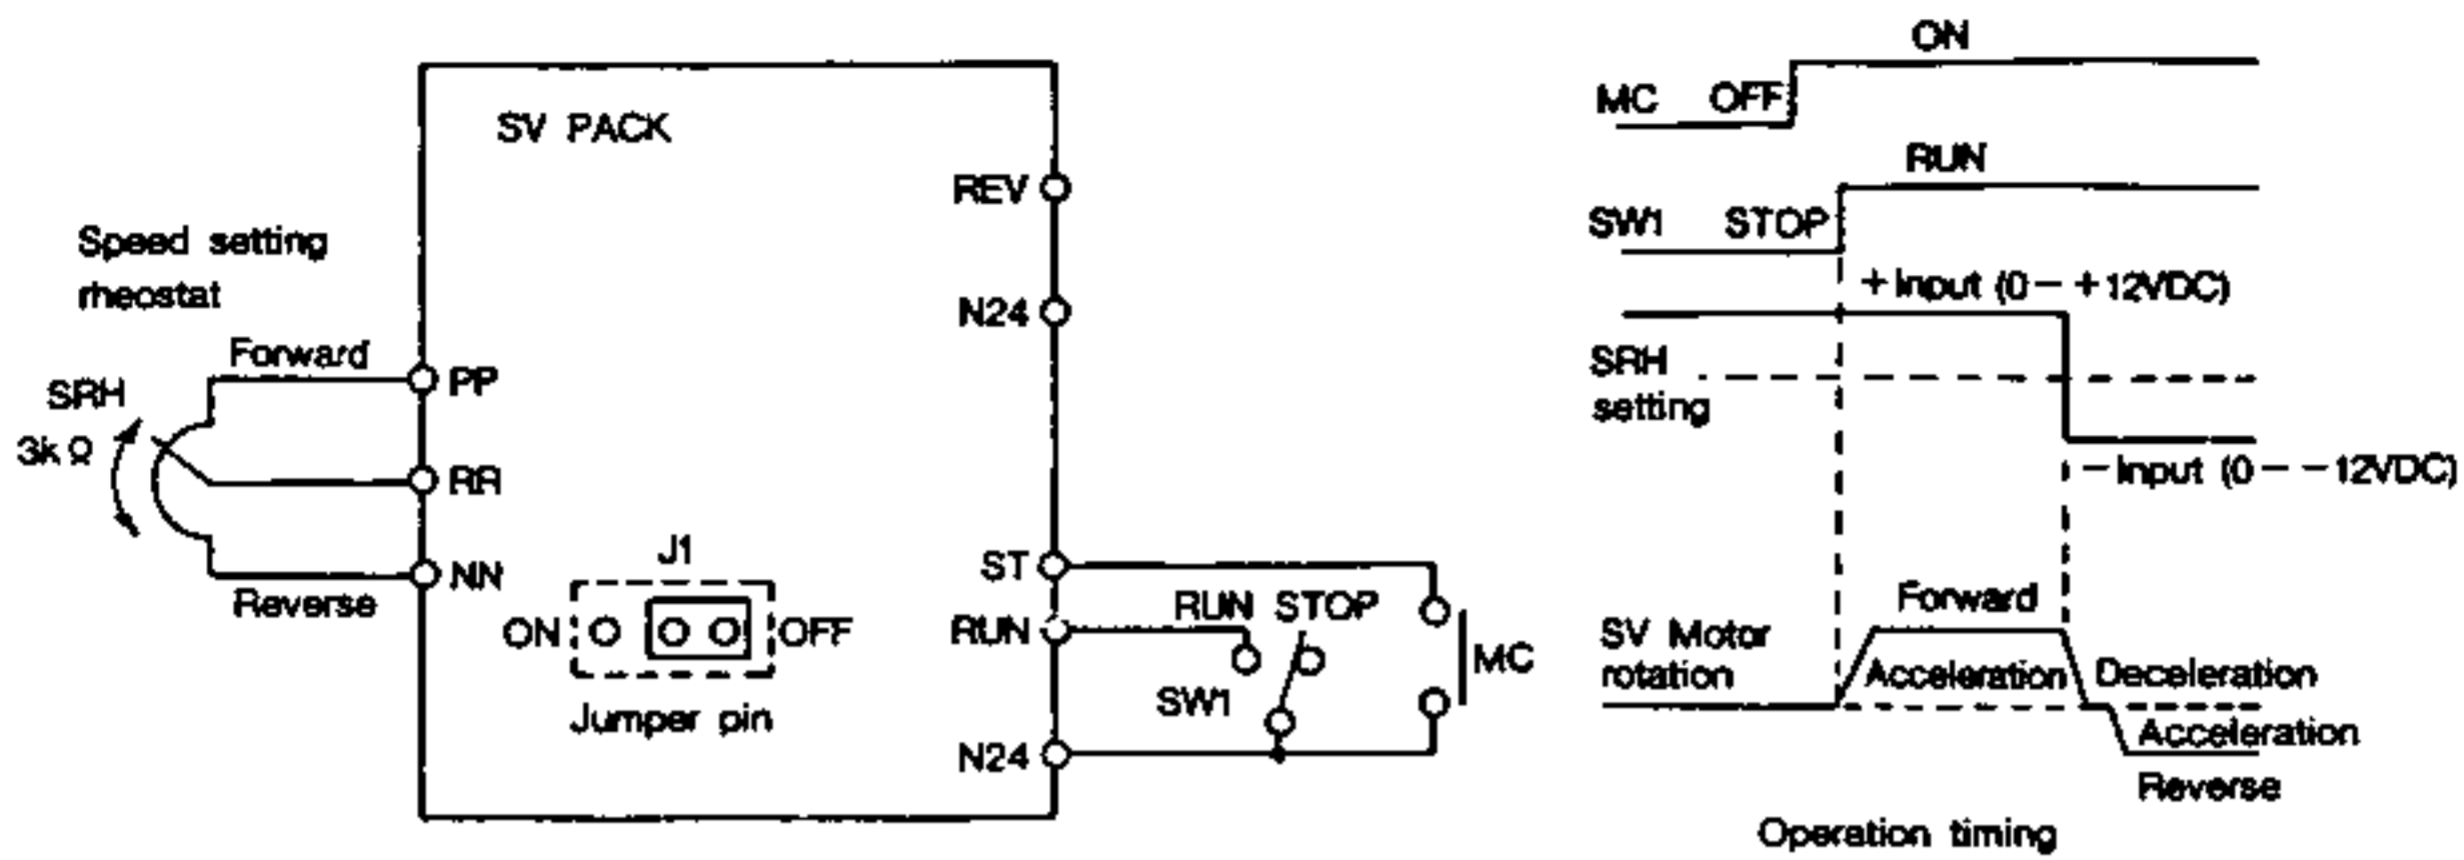 SV PACK
REV
N24
Speed setting
rheostat
Forward
PP
SRH
3kΩ
RR
NN
Reverse
J1
ON
OFF
Jumper pin
ST
RUN
N24
RUN STOP
SW1
MC
ON
MC OFF
RUN
SW1 STOP
+Input (0－+12VDC)
SRH
setting
－Input (0－－12VDC)
Forward
SV Motor
rotation
Acceleration
Deceleration
Acceleration
Reverse
Operation timing